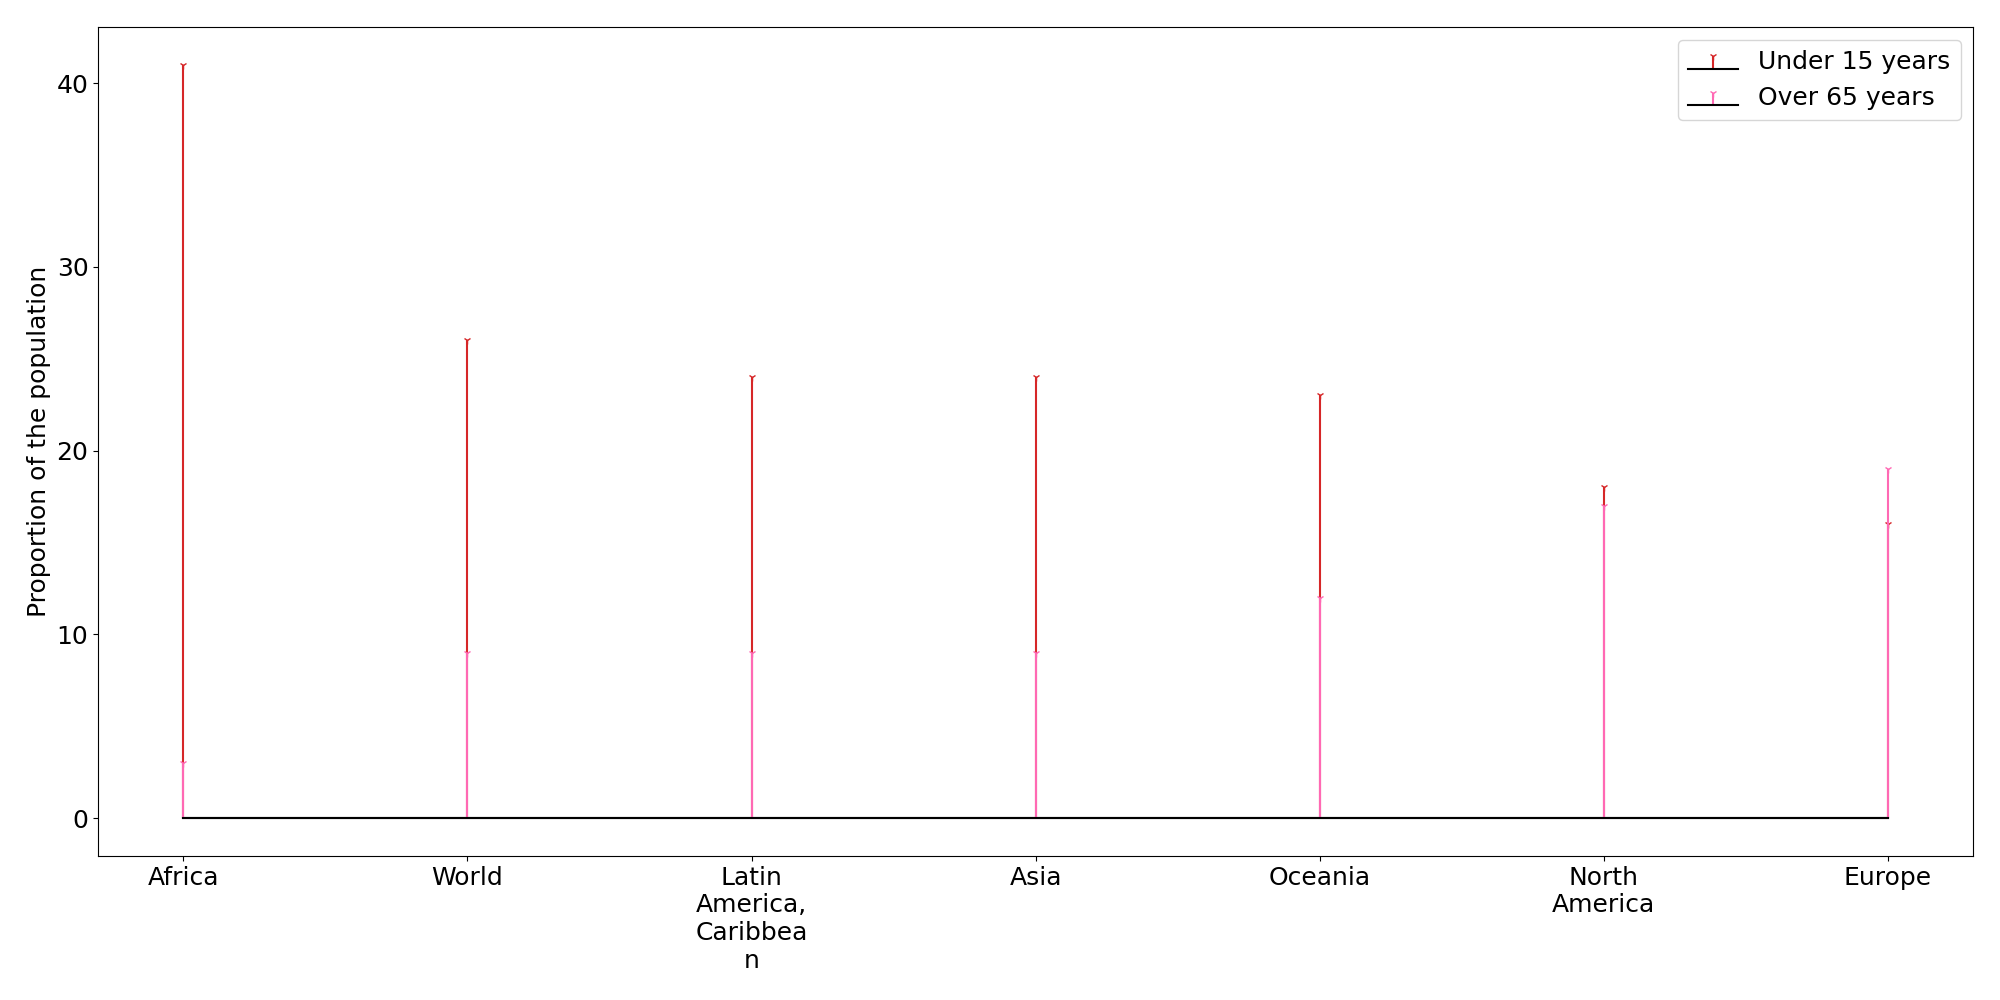 Under 15 years
Over 65 years
Proportion of the population
40
30
20
10
0
Africa
World
Latin
America,
Caribbea
n
Asia
Oceania
North
America
Europe